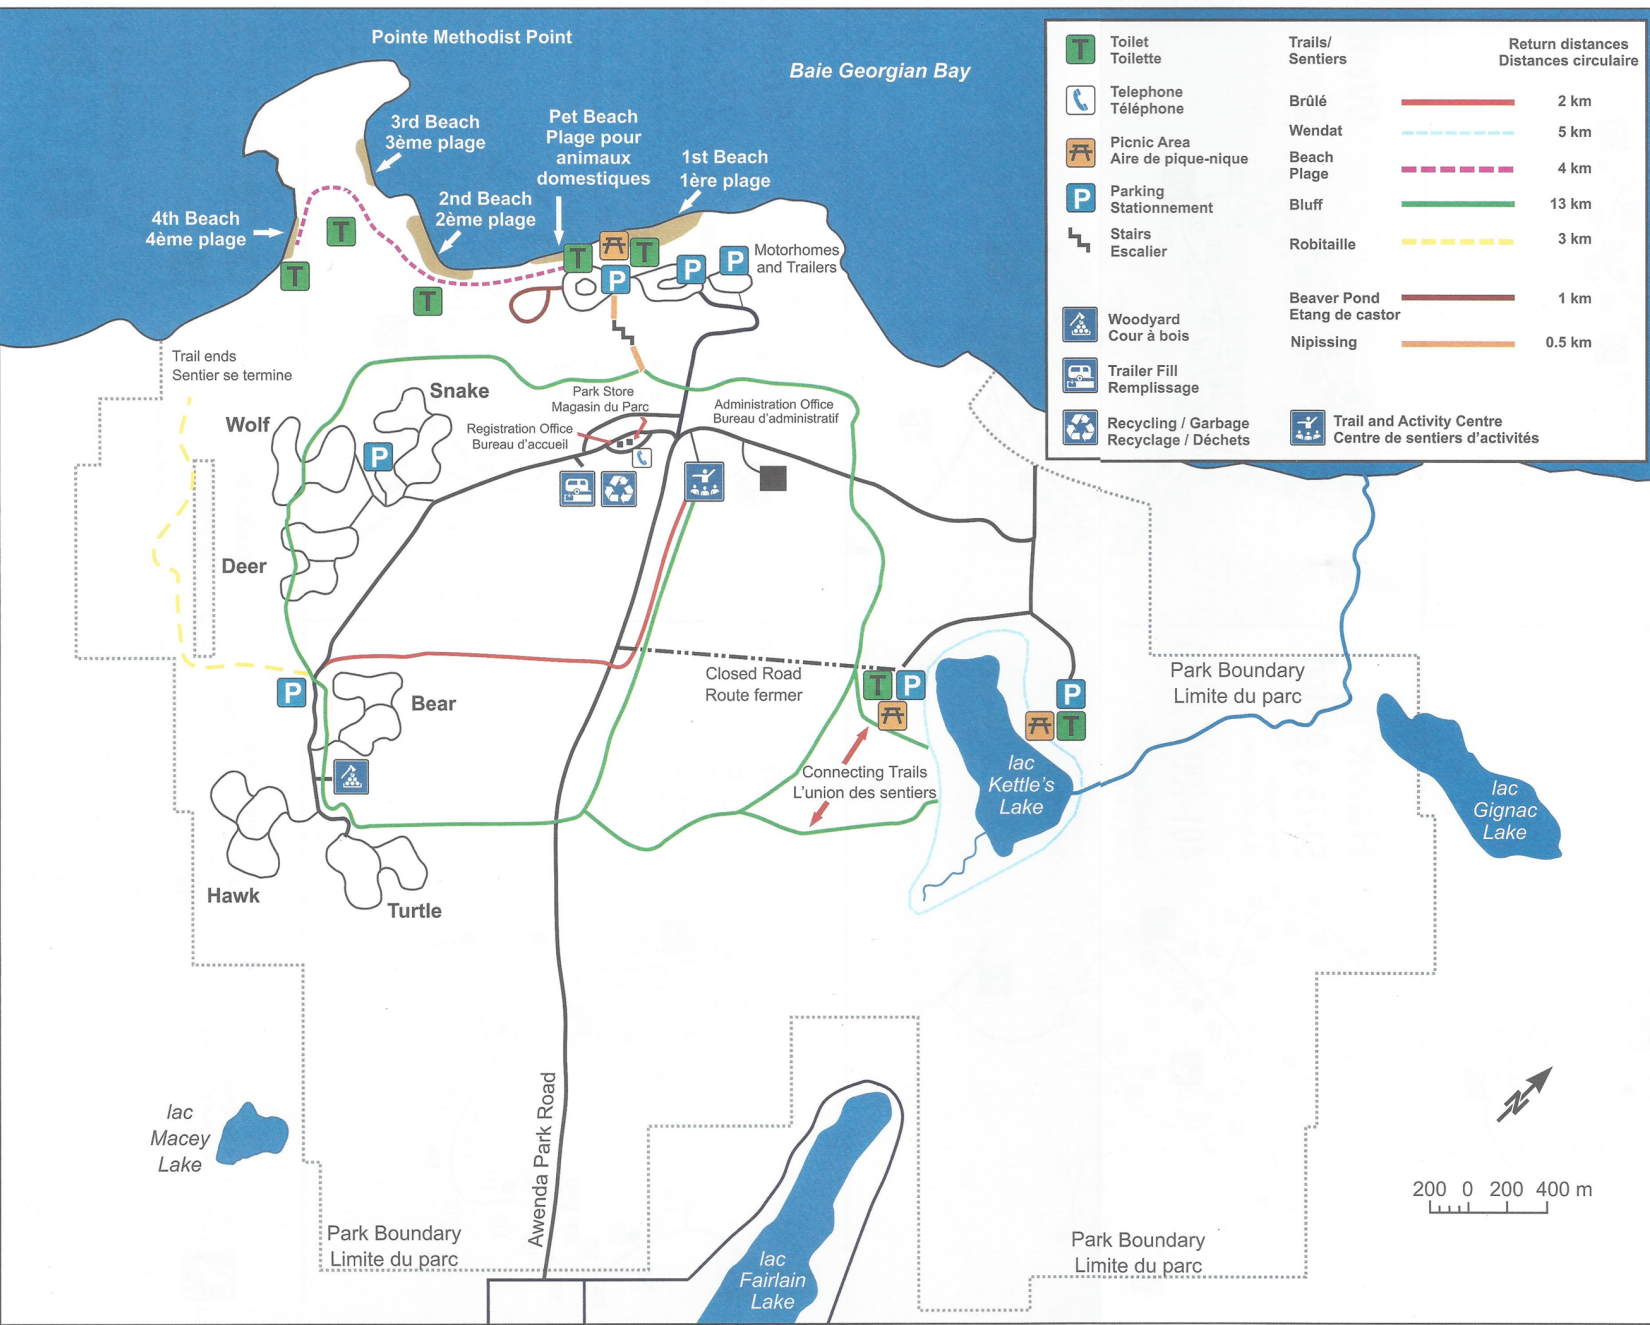 Pointe Methodist Point
Baie Georgian Bay
3rd Beach
3ème plage
Pet Beach
Plage pour
animaux
domestiques
1st Beach
1ère plage
2nd Beach
2ème plage
4th Beach
4ème plage
T
T
T
T
T
P
P
P
Motorhomes
and Trailers
Trail ends
Sentier se termine
Snake
Wolf
P
Park Store
Magasin du Parc
Registration Office
Bureau d'accueil
Administration Office
Bureau d'administratif
Deer
P
Bear
Hawk
Turtle
Closed Road
Route fermer
T
P
Connecting Trails
L'union des sentiers
lac
Kettle's
Lake
P
T
Park Boundary
Limite du parc
lac
Gignac
Lake
lac
Macey
Lake
Awenda Park Road
Park Boundary
Limite du parc
lac
Fairlain
Lake
Park Boundary
Limite du parc
N
200 0 200 400 m
T
Toilet
Toilette
Telephone
Téléphone
Picnic Area
Aire de pique-nique
P
Parking
Stationnement
Stairs
Escalier
Woodyard
Cour à bois
Trailer Fill
Remplissage
Recycling / Garbage
Recyclage / Déchets
Trails/
Sentiers
Return distances
Distances circulaire
Brûlé 2 km
Wendat 5 km
Beach
Plage 4 km
Bluff 13 km
Robitaille 3 km
Beaver Pond 1 km
Etang de castor
Nipissing 0.5 km
Trail and Activity Centre
Centre de sentiers d'activités